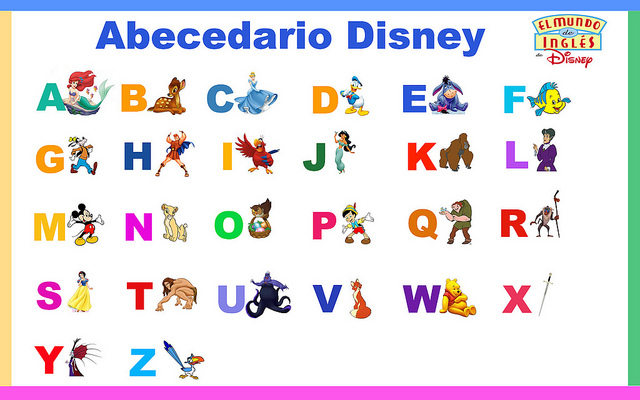 Abecedario Disney
EL MUNDO
de
INGLÉS
de Disney
A B C D E F
G H I J K L
M N O P Q R
S T U V W X
Y Z